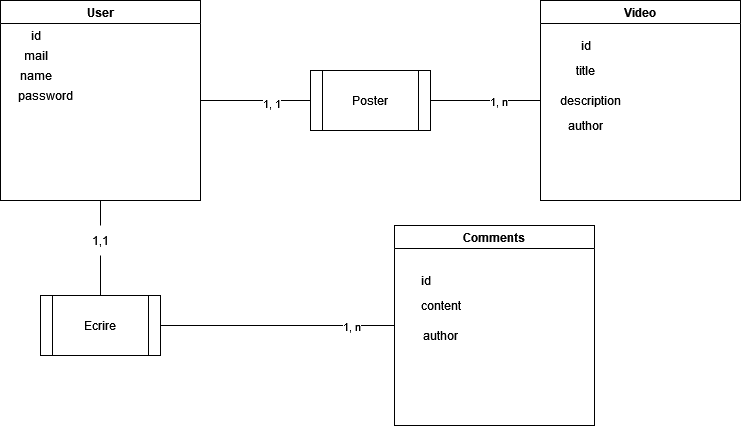 User
id
mail
name
password
1, 1
Poster
1, n
Video
id
title
description
author
1,1
Ecrire
1, n
Comments
id
content
author